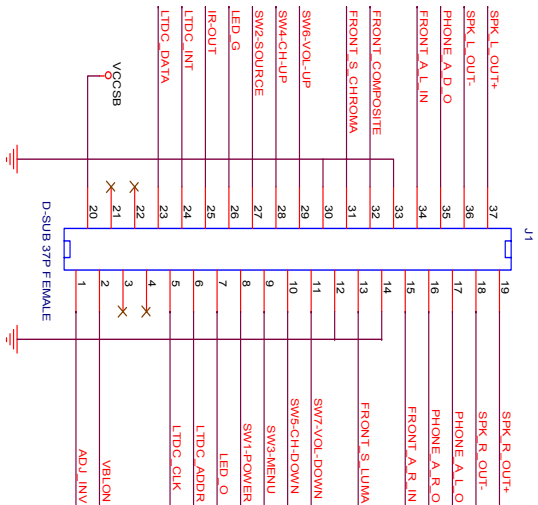 J1
SPK_L_OUT+
SPK_L_OUT-
PHONE_A_D_O
FRONT_A_L_IN
FRONT_COMPOSITE
FRONT_S_CHROMA
SW6-VOL-UP
SW4-CH-UP
SW2-SOURCE
LED_G
IR-OUT
LTDC_INT
LTDC_DATA
VCCSB
37
36
35
34
33
32
31
30
29
28
27
26
25
24
23
22
21
20
19
18
17
16
15
14
13
12
11
10
9
8
7
6
5
4
3
2
1
D-SUB 37P FEMALE
SPK_R_OUT+
SPK_R_OUT-
PHONE_A_L_O
PHONE_A_R_O
FRONT_A_R_IN
FRONT_S_LUMA
SW7-VOL-DOWN
SW5-CH-DOWN
SW3-MENU
SW1-POWER
LED_O
LTDC_ADDR
LTDC_CLK
VBLON
ADJ_INV